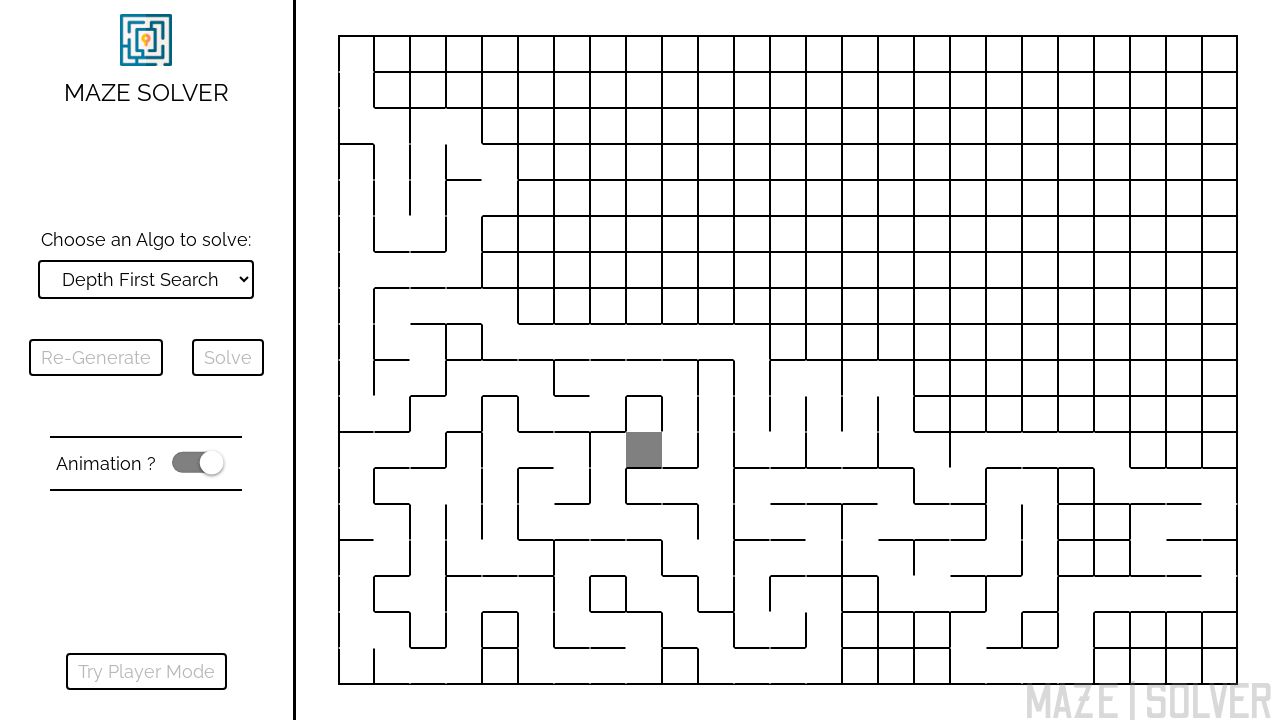 MAZE SOLVER
Choose an Algo to solve:
Depth First Search
Re-Generate
Solve
Animation ?
Try Player Mode
MAZE | SOLVER